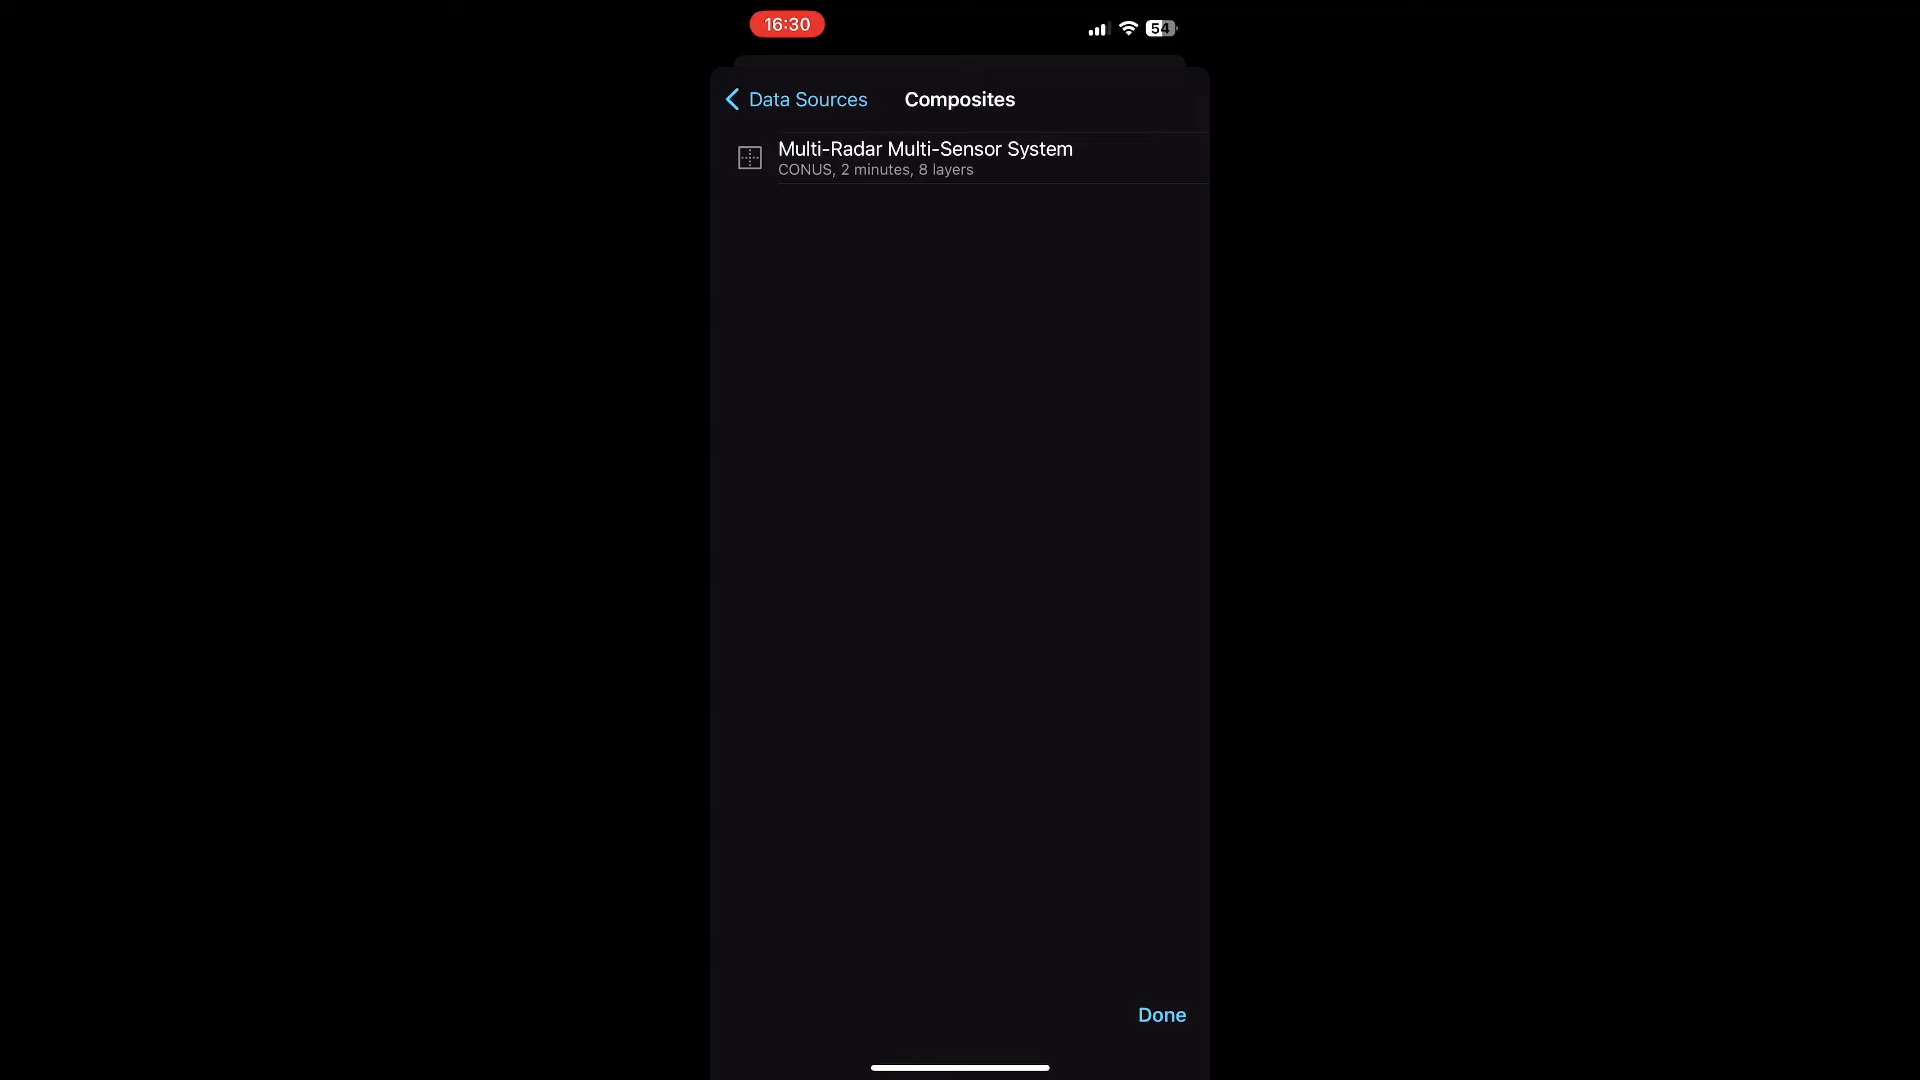 16:30
54
Data Sources
Composites
Multi-Radar Multi-Sensor System
CONUS, 2 minutes, 8 layers
Done